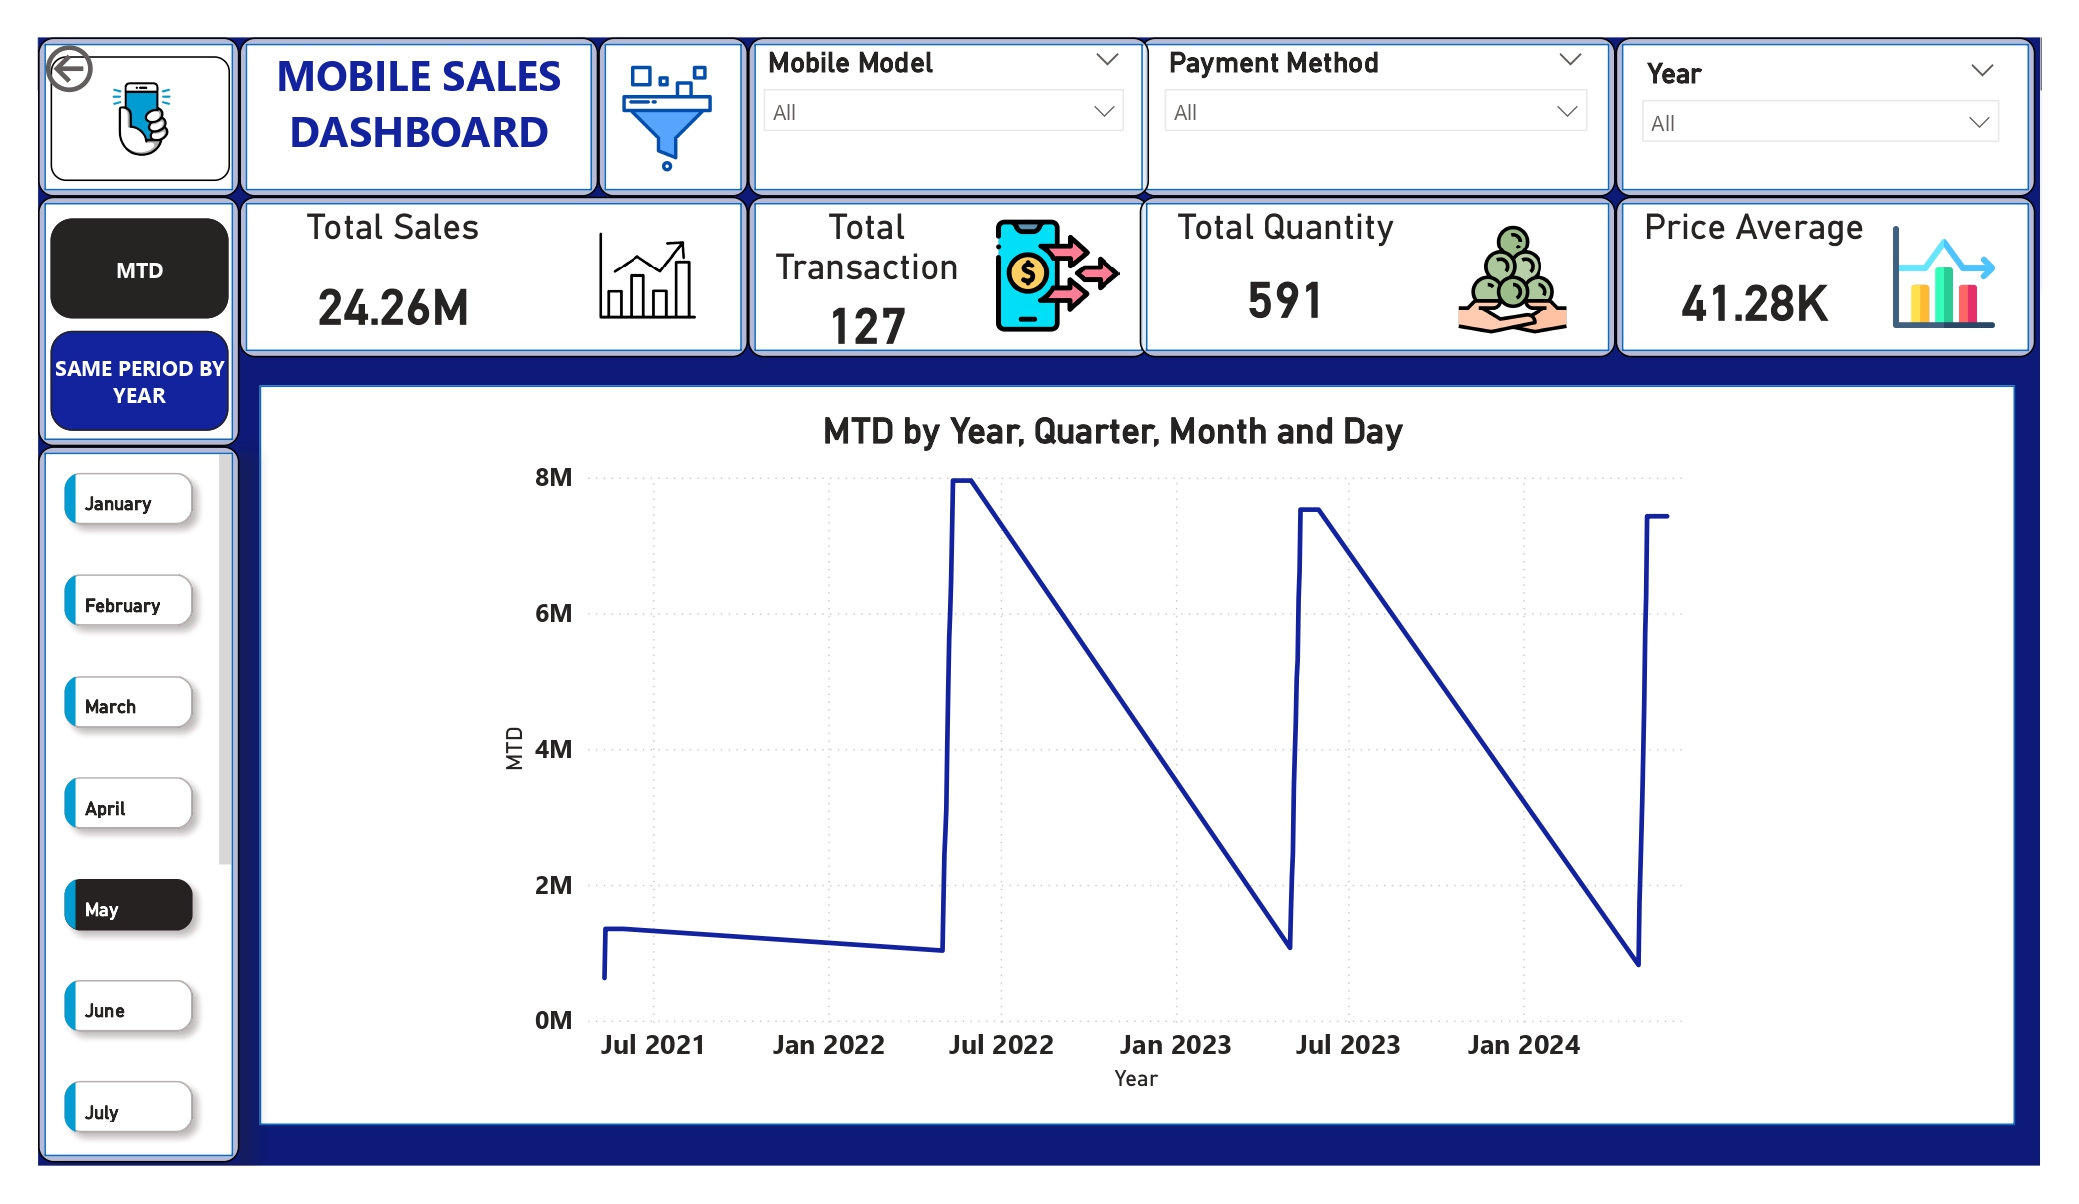 MOBILE SALES
DASHBOARD
Mobile Model
All
Payment Method
All
Year
All
MTD
SAME PERIOD BY
YEAR
Total Sales
24.26M
Total
Transaction
127
$
Total Quantity
591
Price Average
41.28K
January
February
March
April
May
June
July
MTD by Year, Quarter, Month and Day
MTD
8M
6M
4M
2M
0M
Jul 2021 Jan 2022 Jul 2022 Jan 2023 Jul 2023 Jan 2024
Year